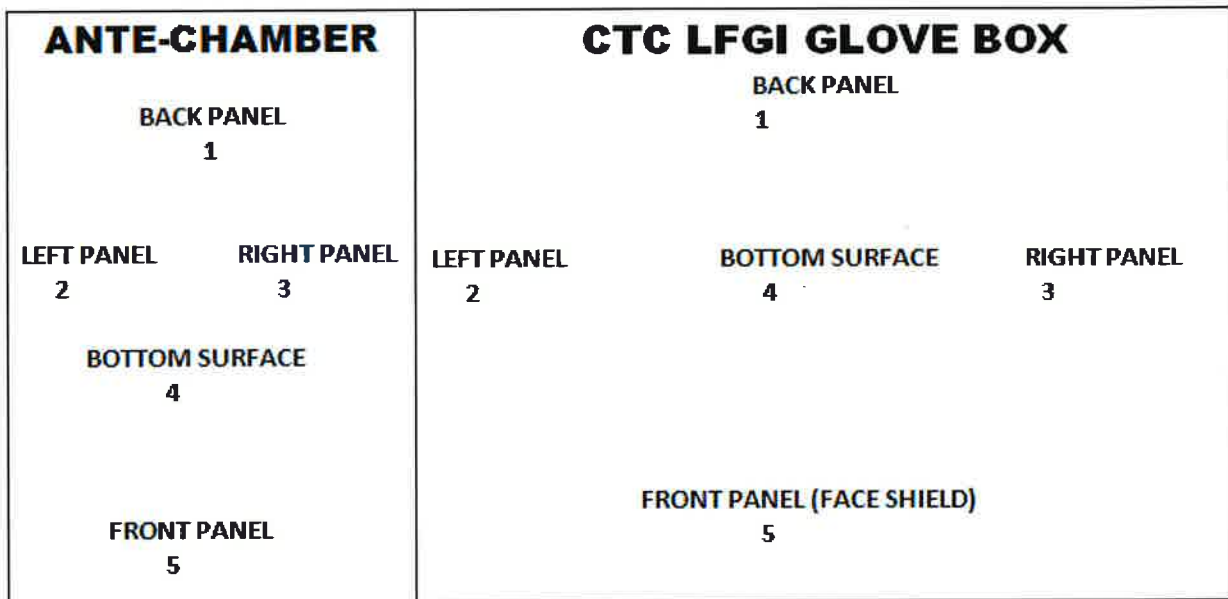 ANTE-CHAMBER
BACK PANEL
1
LEFT PANEL RIGHT PANEL
2 3
BOTTOM SURFACE
4
FRONT PANEL
5
CTC LFGI GLOVE BOX
BACK PANEL
1
LEFT PANEL BOTTOM SURFACE RIGHT PANEL
2 4 3
FRONT PANEL (FACE SHIELD)
5